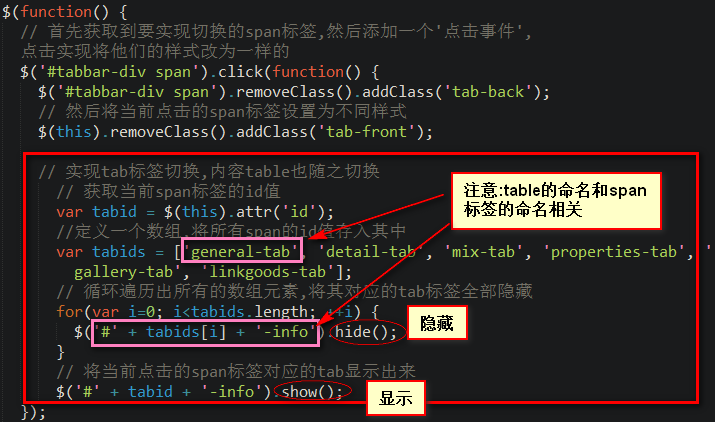 $(function() {
// 首先获取到要实现切换的span标签,然后添加一个'点击事件',
点击实现将他们的样式改为一样的
$('#tabbar-div span').click(function() {
$('#tabbar-div span').removeClass().addClass('tab-back');
// 然后将当前点击的span标签设置为不同样式
$(this).removeClass().addClass('tab-front');
// 实现tab标签切换,内容table也随之切换
// 获取当前span标签的id值
var tabid = $(this).attr('id');
//定义一个数组,将所有span的id值存入其中
var tabids = ['general-tab', 'detail-tab', 'mix-tab', 'properties-tab', '
gallery-tab', 'linkgoods-tab'];
// 循环遍历出所有的数组元素,将其对应的tab标签全部隐藏
for(var i=0; i<tabids.length; ++i) {
$('#' + tabids[i] + '-info').hide();
}
// 将当前点击的span标签对应的tab显示出来
$('#' + tabid + '-info').show();
});
注意:table的命名和span
标签的命名相关
隐藏
显示